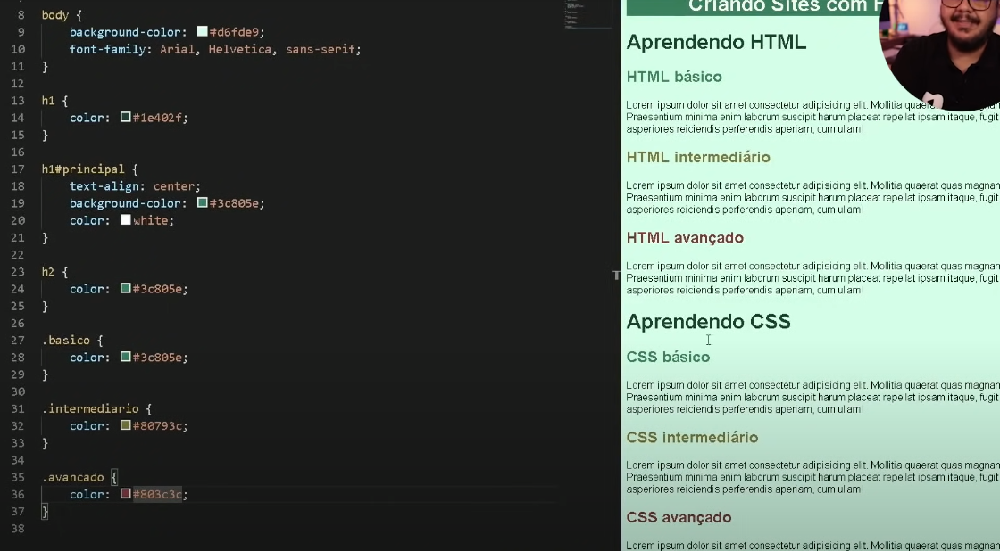 8 body {
9 background-color: #d6fde9;
10 font-family: Arial, Helvetica, sans-serif;
11 }
12
13 h1 {
14 color: #1e402f;
15 }
16
17 h1#principal {
18 text-align: center;
19 background-color: #3c805e;
20 color: white;
21 }
22
23 h2 {
24 color: #3c805e;
25 }
26
27 .basico {
28 color: #3c805e;
29 }
30
31 .intermediario {
32 color: #80793c;
33 }
34
35 .avancado {
36 color: #803c3c;
37 }
38
Criando Sites com
Aprendendo HTML
HTML básico
Lorem ipsum dolor sit amet consectetur adipisicing elit. Mollitia quaerat
Praesentium minima enim laborum suscipit harum placeat repellat ipsam itaque, fugit
asperiores reiciendis perferendis aperiam, cum ullam!
HTML intermediário
Lorem ipsum dolor sit amet consectetur adipisicing elit. Mollitia quaerat quas magnam
Praesentium minima enim laborum suscipit harum placeat repellat ipsam itaque, fugit
asperiores reiciendis perferendis aperiam, cum ullam!
HTML avançado
Lorem ipsum dolor sit amet consectetur adipisicing elit. Mollitia quaerat quas magnam
Praesentium minima enim laborum suscipit harum placeat repellat ipsam itaque, fugit
asperiores reiciendis perferendis aperiam, cum ullam!
Aprendendo CSS
CSS básico
Lorem ipsum dolor sit amet consectetur adipisicing elit. Mollitia quaerat quas magnam
Praesentium minima enim laborum suscipit harum placeat repellat ipsam itaque, fugit
asperiores reiciendis perferendis aperiam, cum ullam!
CSS intermediário
Lorem ipsum dolor sit amet consectetur adipisicing elit. Mollitia quaerat quas magnam
Praesentium minima enim laborum suscipit harum placeat repellat ipsam itaque, fugit
asperiores reiciendis perferendis aperiam, cum ullam!
CSS avançado
Lorem ipsum dolor sit amet consectetur adipisicing elit. Mollitia quaerat quas magnam